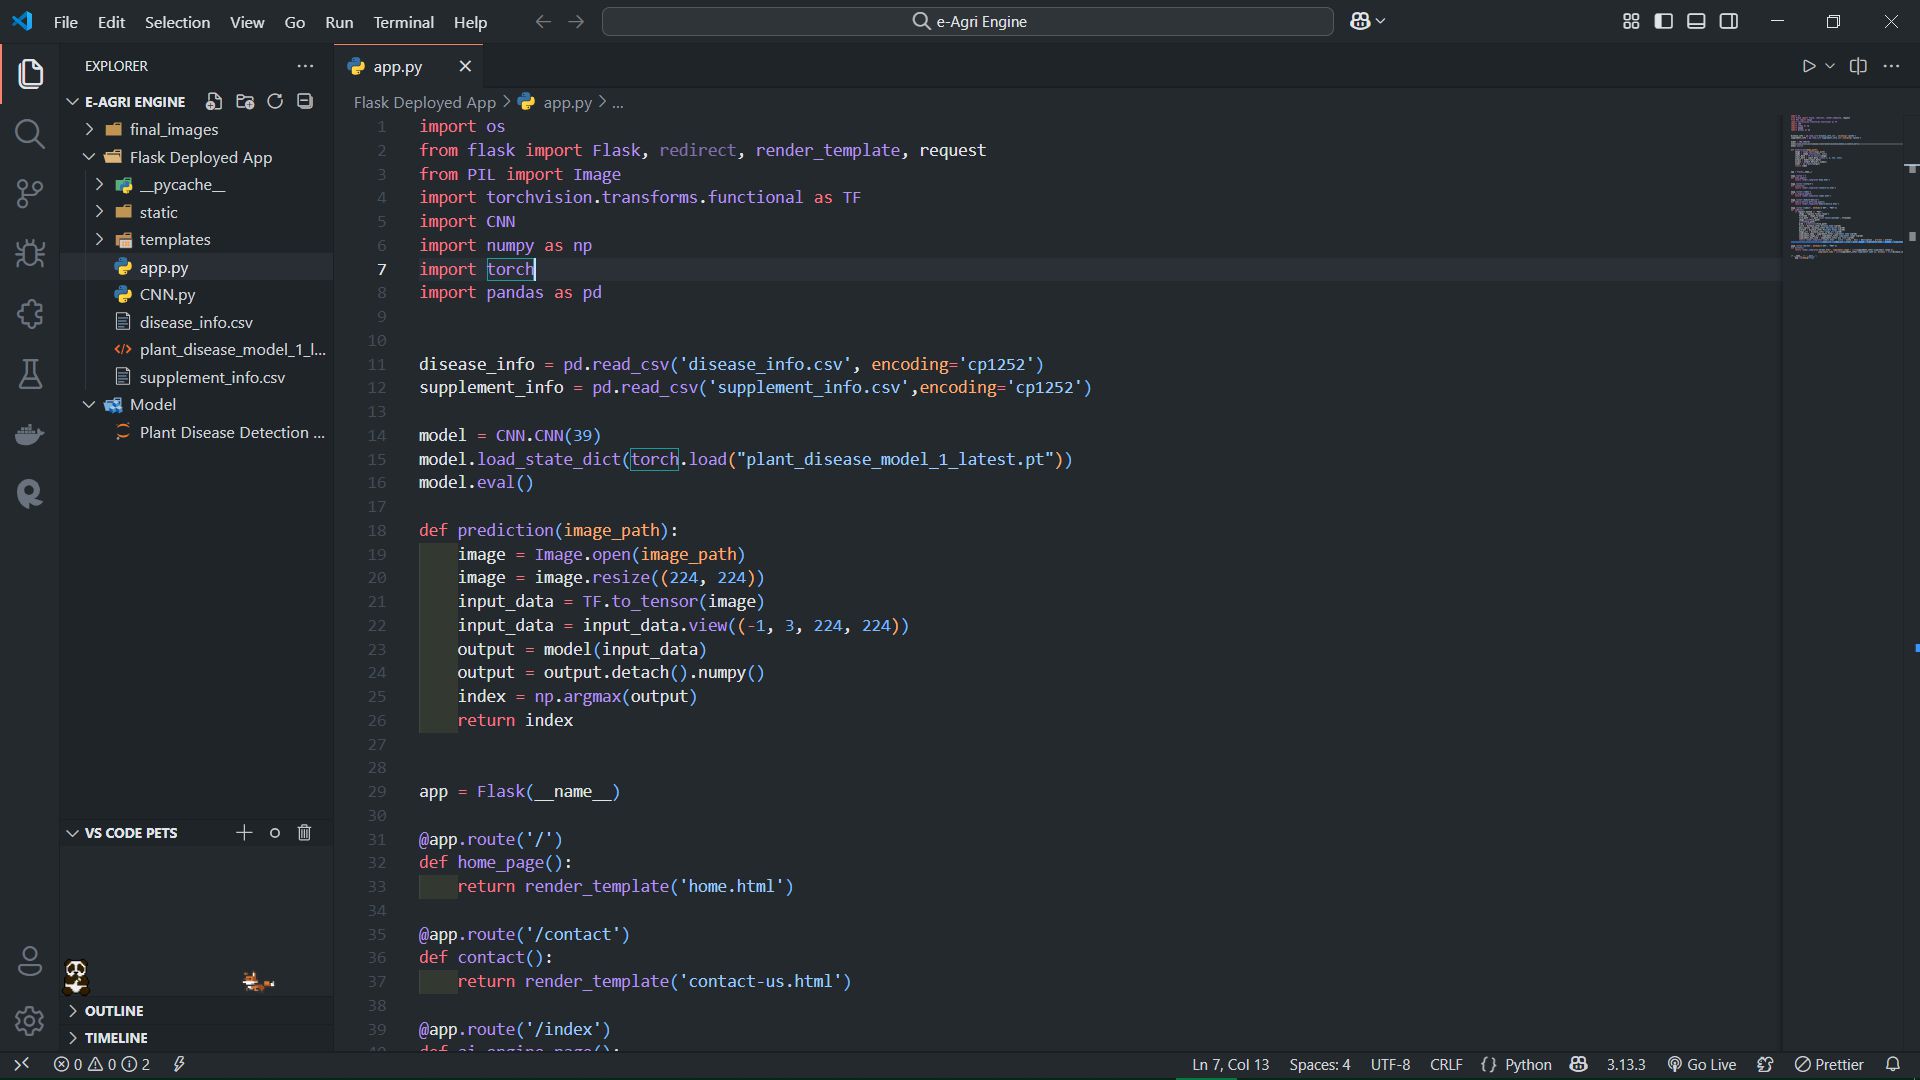 File Edit Selection View Go Run Terminal Help
e-Agri Engine
EXPLORER
E-AGRI ENGINE
final_images
Flask Deployed App
__pycache__
static
templates
app.py
CNN.py
disease_info.csv
plant_disease_model_1_l...
supplement_info.csv
Model
Plant Disease Detection ...
VS CODE PETS
OUTLINE
TIMELINE
app.py
Flask Deployed App > app.py > ...
1 import os
2 from flask import Flask, redirect, render_template, request
3 from PIL import Image
4 import torchvision.transforms.functional as TF
5 import CNN
6 import numpy as np
7 import torch
8 import pandas as pd
9
10
11 disease_info = pd.read_csv('disease_info.csv', encoding='cp1252')
12 supplement_info = pd.read_csv('supplement_info.csv',encoding='cp1252')
13
14 model = CNN.CNN(39)
15 model.load_state_dict(torch.load("plant_disease_model_1_latest.pt"))
16 model.eval()
17
18 def prediction(image_path):
19     image = Image.open(image_path)
20     image = image.resize((224, 224))
21     input_data = TF.to_tensor(image)
22     input_data = input_data.view((-1, 3, 224, 224))
23     output = model(input_data)
24     output = output.detach().numpy()
25     index = np.argmax(output)
26     return index
27
28
29 app = Flask(__name__)
30
31 @app.route('/')
32 def home_page():
33     return render_template('home.html')
34
35 @app.route('/contact')
36 def contact():
37     return render_template('contact-us.html')
38
39 @app.route('/index')
40 def ai_engine_page():
0 0 2
Ln 7, Col 13 Spaces: 4 UTF-8 CRLF {} Python 3.13.3 Go Live Prettier